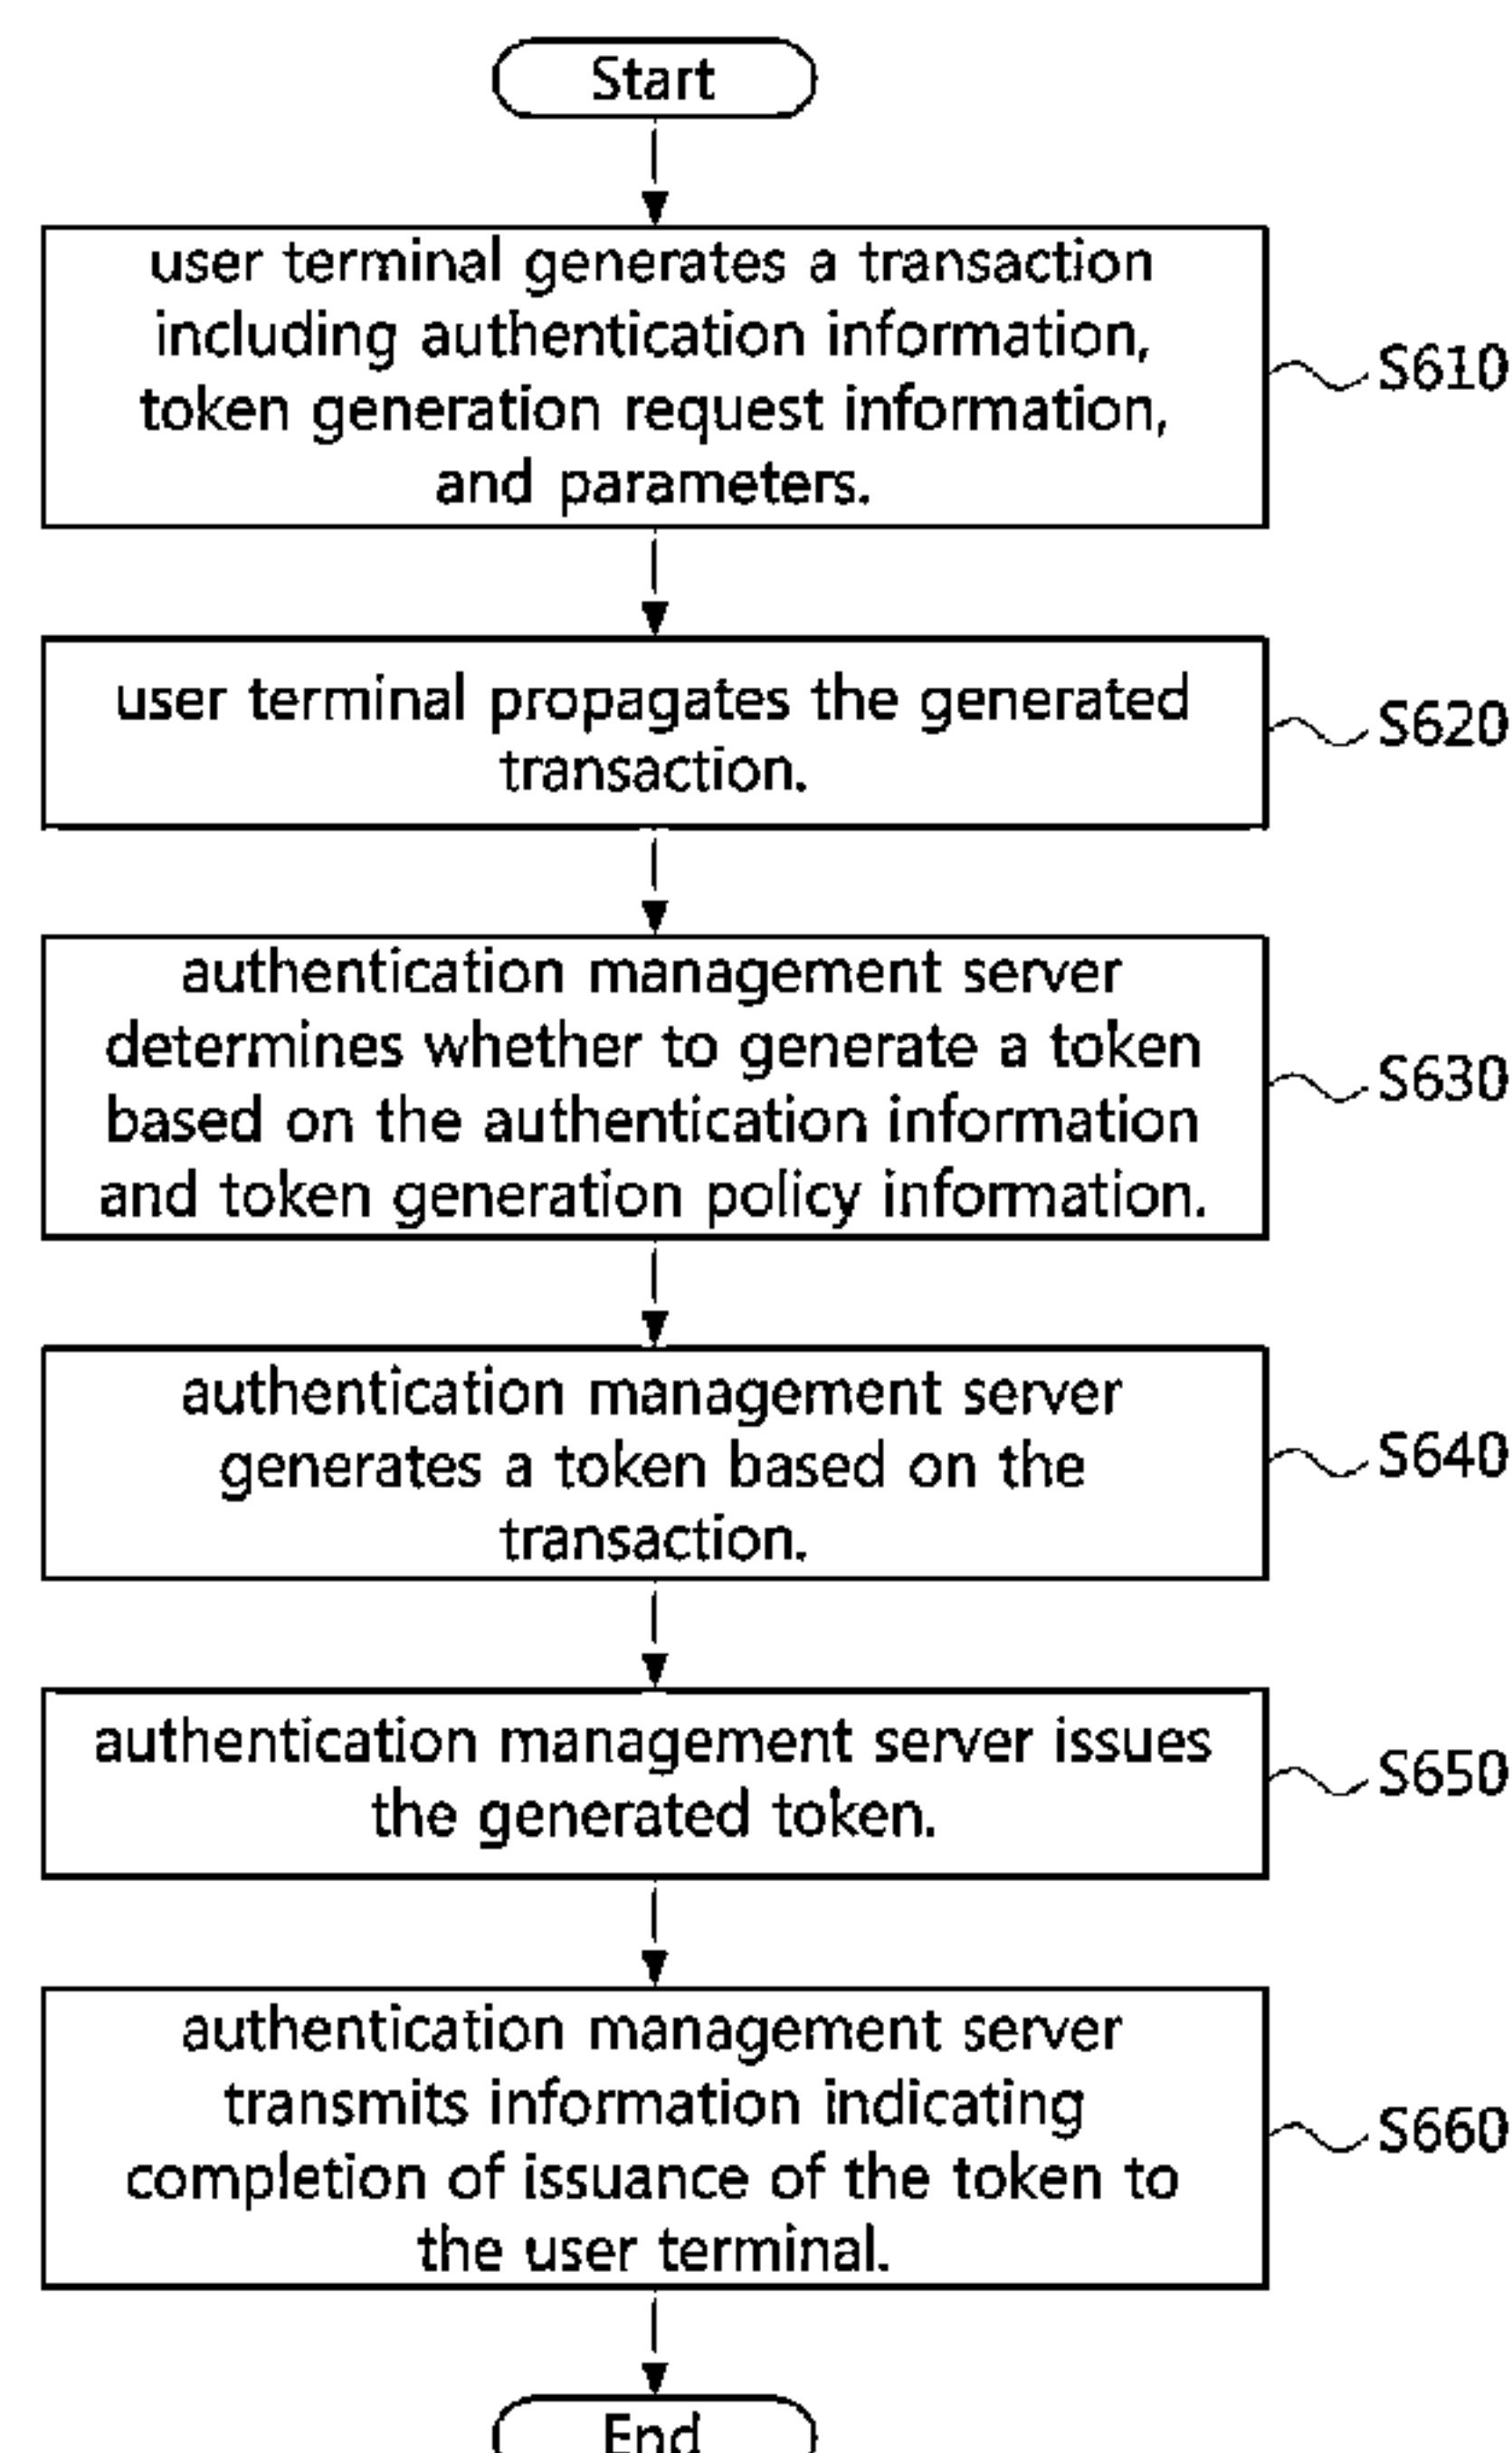 Start
user terminal generates a transaction
including authentication information,
token generation request information,
and parameters.
S610
user terminal propagates the generated
transaction.
S620
authentication management server
determines whether to generate a token
based on the authentication information
and token generation policy information.
S630
authentication management server
generates a token based on the
transaction.
S640
authentication management server issues
the generated token.
S650
authentication management server
transmits information indicating
completion of issuance of the token to
the user terminal.
S660
End